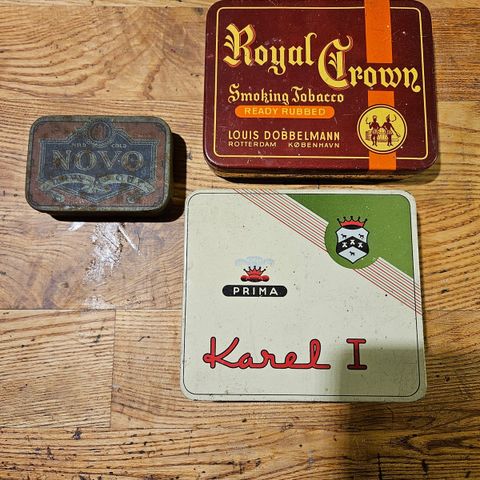 Royal Crown
Smoking Tobacco
READY RUBBED
LOUIS DOBBELMANN
ROTTERDAM KØBENHAVN
NOVO
PRIMA
Karel I